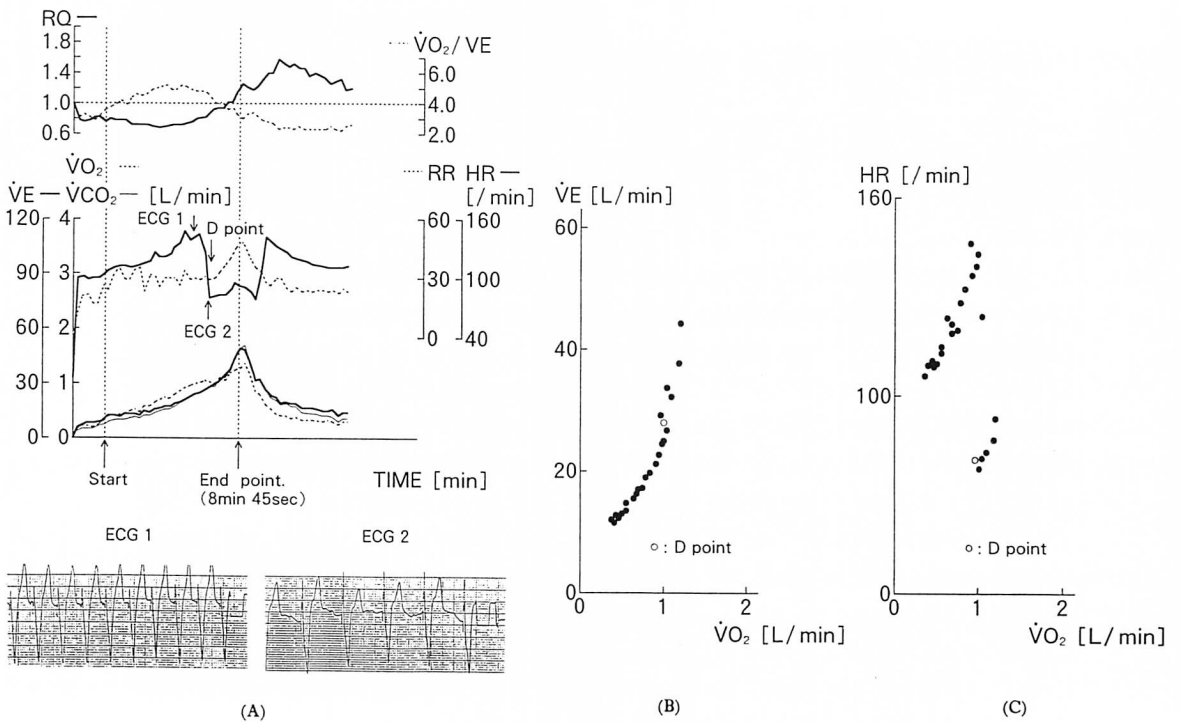 RQ —
1.8
1.4
1.0
0.6
V̇O₂/VE
6.0
4.0
2.0
V̇O₂ ----
V̇E — V̇CO₂ — [L/min]
RR HR —
[/min]
120
90
60
30
0
4
3
2
1
0
60
30
0
160
100
40
ECG 1
D point
ECG 2
Start
End point.
(8min 45sec)
TIME [min]
ECG 1
ECG 2
(A)
V̇E [L/min]
60
40
20
0
1
2
○: D point
V̇O₂ [L/min]
(B)
HR [/min]
160
100
0
0
1
2
○: D point
V̇O₂ [L/min]
(C)